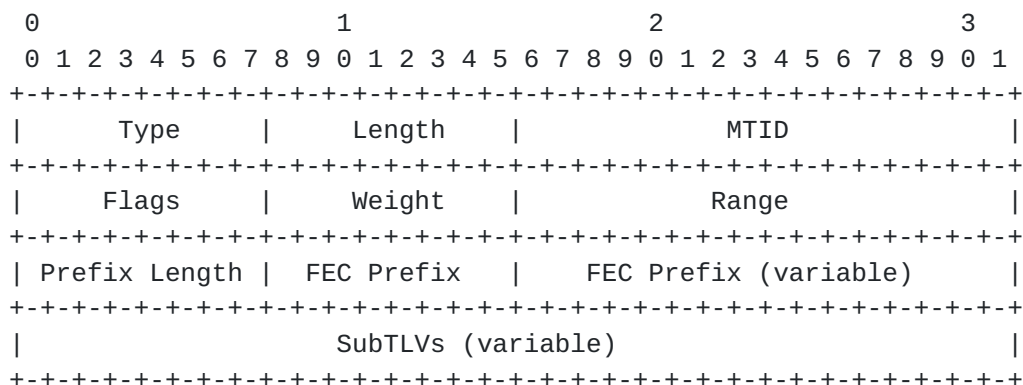 0                   1                   2                   3
 0 1 2 3 4 5 6 7 8 9 0 1 2 3 4 5 6 7 8 9 0 1 2 3 4 5 6 7 8 9 0 1
+-+-+-+-+-+-+-+-+-+-+-+-+-+-+-+-+-+-+-+-+-+-+-+-+-+-+-+-+-+-+-+-+
|      Type     |     Length    |             MTID              |
+-+-+-+-+-+-+-+-+-+-+-+-+-+-+-+-+-+-+-+-+-+-+-+-+-+-+-+-+-+-+-+-+
|     Flags     |     Weight    |            Range              |
+-+-+-+-+-+-+-+-+-+-+-+-+-+-+-+-+-+-+-+-+-+-+-+-+-+-+-+-+-+-+-+-+
| Prefix Length |  FEC Prefix   |    FEC Prefix (variable)      |
+-+-+-+-+-+-+-+-+-+-+-+-+-+-+-+-+-+-+-+-+-+-+-+-+-+-+-+-+-+-+-+-+
|                    SubTLVs (variable)                         |
+-+-+-+-+-+-+-+-+-+-+-+-+-+-+-+-+-+-+-+-+-+-+-+-+-+-+-+-+-+-+-+-+